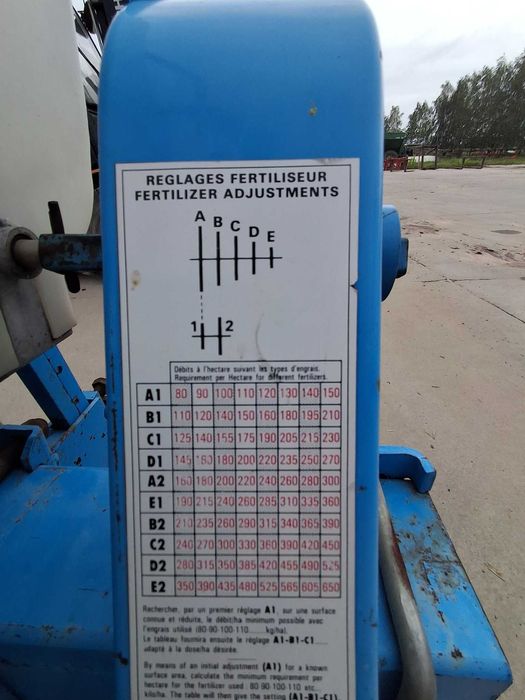 REGLAGES FERTILISEUR
FERTILIZER ADJUSTMENTS
A B C D E
1 2
Débits à l'hectare suivant les types d'engrais.
Requirement per Hectare for different fertilizers.
A1 80 90 100 110 120 130 140 150
B1 110 120 140 150 160 180 195 210
C1 125 140 155 175 190 205 215 230
D1 145 160 180 200 220 235 250 270
A2 160 180 200 220 240 260 280 300
E1 190 215 240 260 285 310 335 360
B2 210 235 260 290 315 340 365 390
C2 240 270 300 330 360 390 420 450
D2 280 315 350 385 420 455 490 525
E2 350 390 435 480 525 565 605 650
Rechercher, par un premier réglage A1, sur une surface
connue et réduite, le débit/ha minimum possible avec
l'engrais utilisé (80-90-100-110........kg/ha).
Le tableau fournira ensuite le réglage A1-B1-C1....
adapté à la dose/ha désirée.
By means of an initial adjustment (A1) for a known
surface area, calculate the minimum requirement per
hectare for the fertilizer used : 80-90-100-110 etc..
kilo/ha. The table will then give the setting (A1-B1-C1)